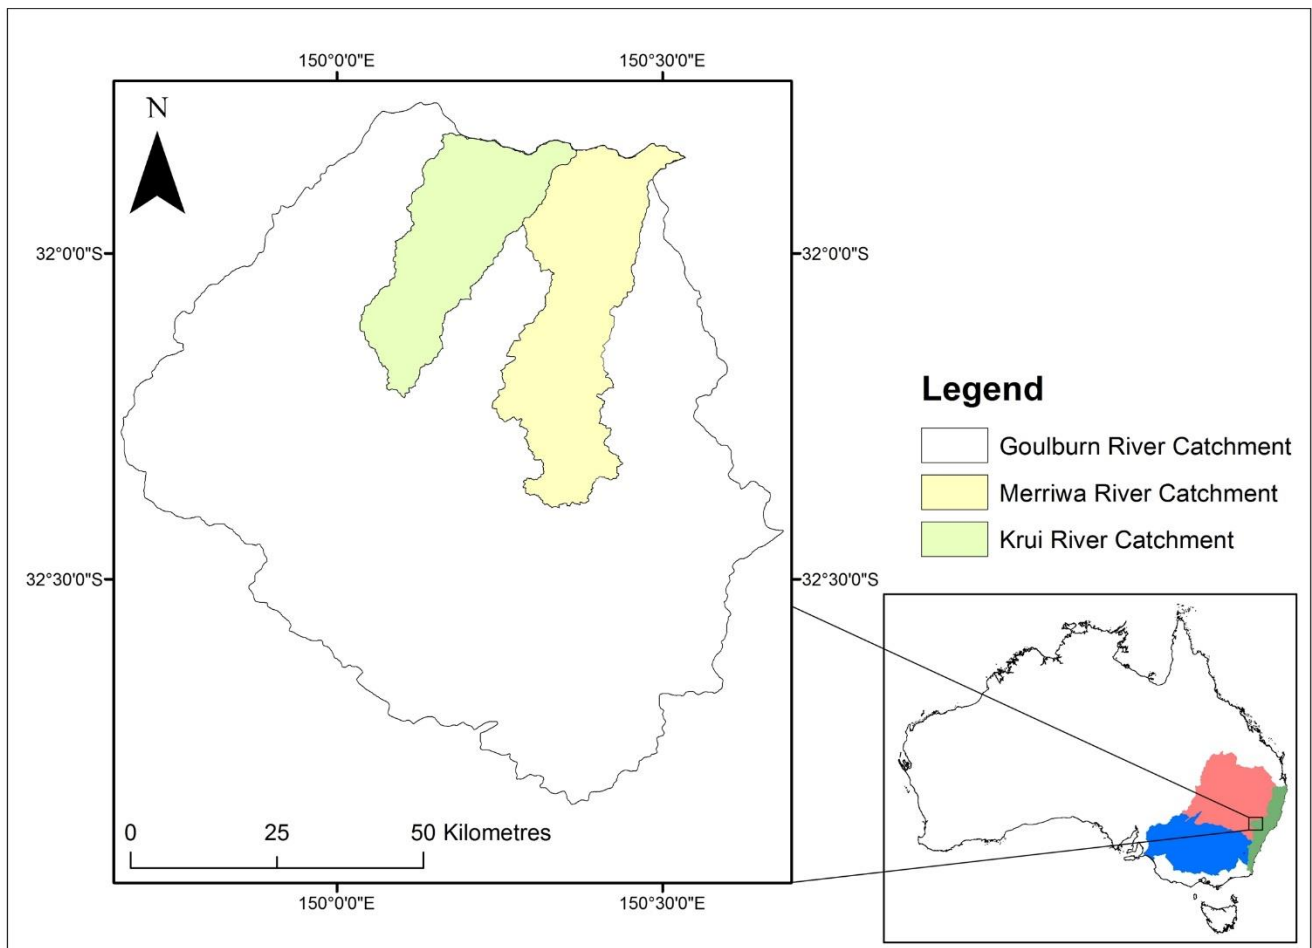 150°0'0"E 150°30'0"E
N
32°0'0"S 32°0'0"S
Legend
Goulburn River Catchment
Merriwa River Catchment
Krui River Catchment
32°30'0"S 32°30'0"S
0 25 50 Kilometres
150°0'0"E 150°30'0"E